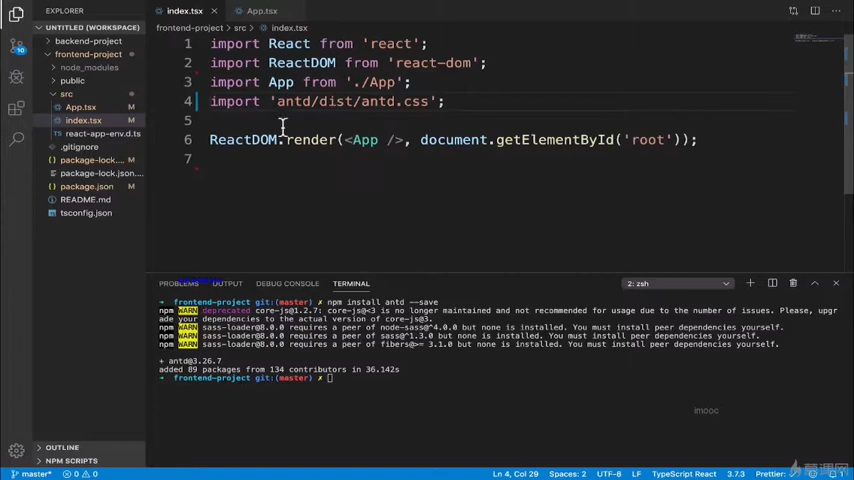 EXPLORER
UNTITLED (WORKSPACE)
backend-project
frontend-project
node_modules
public
src
App.tsx M
index.tsx M
react-app-env.d.ts
.gitignore
package-lock.... M
package-lock.json....
package.json M
README.md
tsconfig.json
OUTLINE
NPM SCRIPTS
10
index.tsx
App.tsx
frontend-project > src > index.tsx
1 import React from 'react';
2 import ReactDOM from 'react-dom';
3 import App from './App';
4 import 'antd/dist/antd.css';
5
6 ReactDOM.render(<App />, document.getElementById('root'));
7
PROBLEMS OUTPUT DEBUG CONSOLE TERMINAL 2: zsh
→ frontend-project git:(master) ✗ npm install antd --save
npm WARN deprecated core-js@1.2.7: core-js@<3 is no longer maintained and not recommended for usage due to the number of issues. Please, upgr
ade your dependencies to the actual version of core-js@3.
npm WARN sass-loader@8.0.0 requires a peer of node-sass@^4.0.0 but none is installed. You must install peer dependencies yourself.
npm WARN sass-loader@8.0.0 requires a peer of sass@^1.3.0 but none is installed. You must install peer dependencies yourself.
npm WARN sass-loader@8.0.0 requires a peer of fibers@>= 3.1.0 but none is installed. You must install peer dependencies yourself.
+ antd@3.26.7
added 89 packages from 134 contributors in 36.142s
→ frontend-project git:(master) ✗
imooc
master* 0 0 Ln 4, Col 29 Spaces: 2 UTF-8 LF TypeScript React 3.7.3 Prettier: 1
慕课网